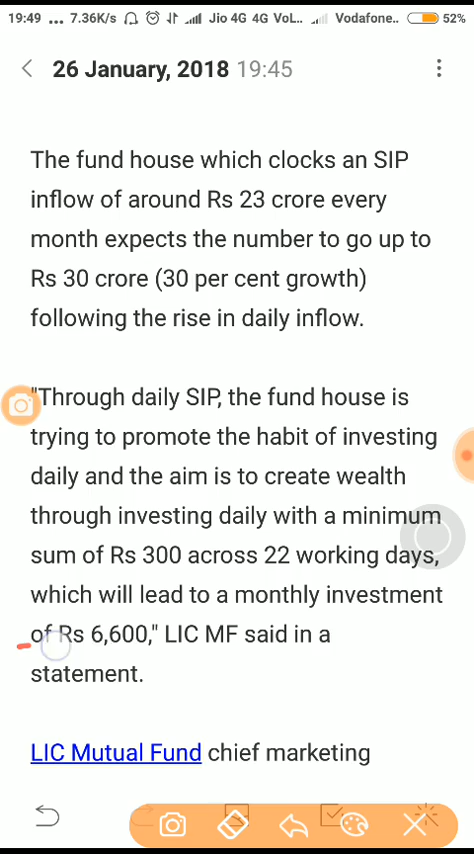 19:49 ... 7.36K/s Jio 4G 4G VoL... Vodafone.. 52%
26 January, 2018 19:45
The fund house which clocks an SIP
inflow of around Rs 23 crore every
month expects the number to go up to
Rs 30 crore (30 per cent growth)
following the rise in daily inflow.
"Through daily SIP, the fund house is
trying to promote the habit of investing
daily and the aim is to create wealth
through investing daily with a minimum
sum of Rs 300 across 22 working days,
which will lead to a monthly investment
of Rs 6,600," LIC MF said in a
statement.
LIC Mutual Fund chief marketing